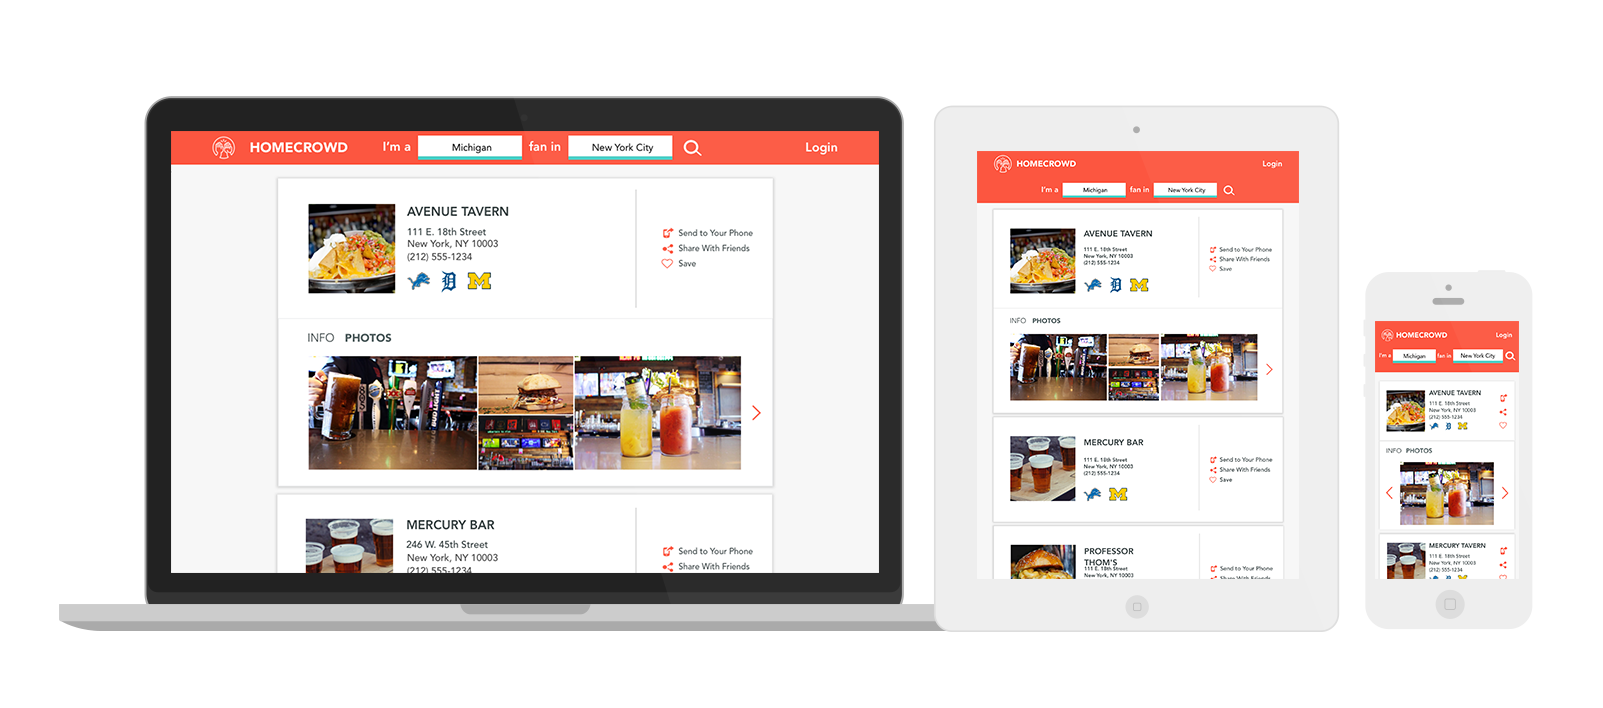 HOMECROWD
I'm a Michigan fan in New York City
Login
AVENUE TAVERN
111 E. 18th Street
New York, NY 10003
(212) 555-1234
Send to Your Phone
Share With Friends
Save
INFO PHOTOS
BUD LIGHT
MERCURY BAR
246 W. 45th Street
New York, NY 10003
(212) 555-1234
Send to Your Phone
Share With Friends
HOMECROWD
Login
I'm a Michigan fan in New York City
AVENUE TAVERN
111 E. 18th Street
New York, NY 10003
(212) 555-1234
Send to Your Phone
Share With Friends
Save
INFO PHOTOS
MERCURY BAR
111 E. 18th Street
New York, NY 10003
(212) 555-1234
Send to Your Phone
Share With Friends
Save
PROFESSOR
THOM'S
111 E. 18th Street
New York, NY 10003
Send to Your Phone
Share With Friends
HOMECROWD
Login
I'm a Michigan fan in New York City
AVENUE TAVERN
111 E. 18th Street
New York, NY 10003
(212) 555-1234
INFO PHOTOS
MERCURY TAVERN
111 E. 18th Street
New York, NY 10003
(212) 555-1234